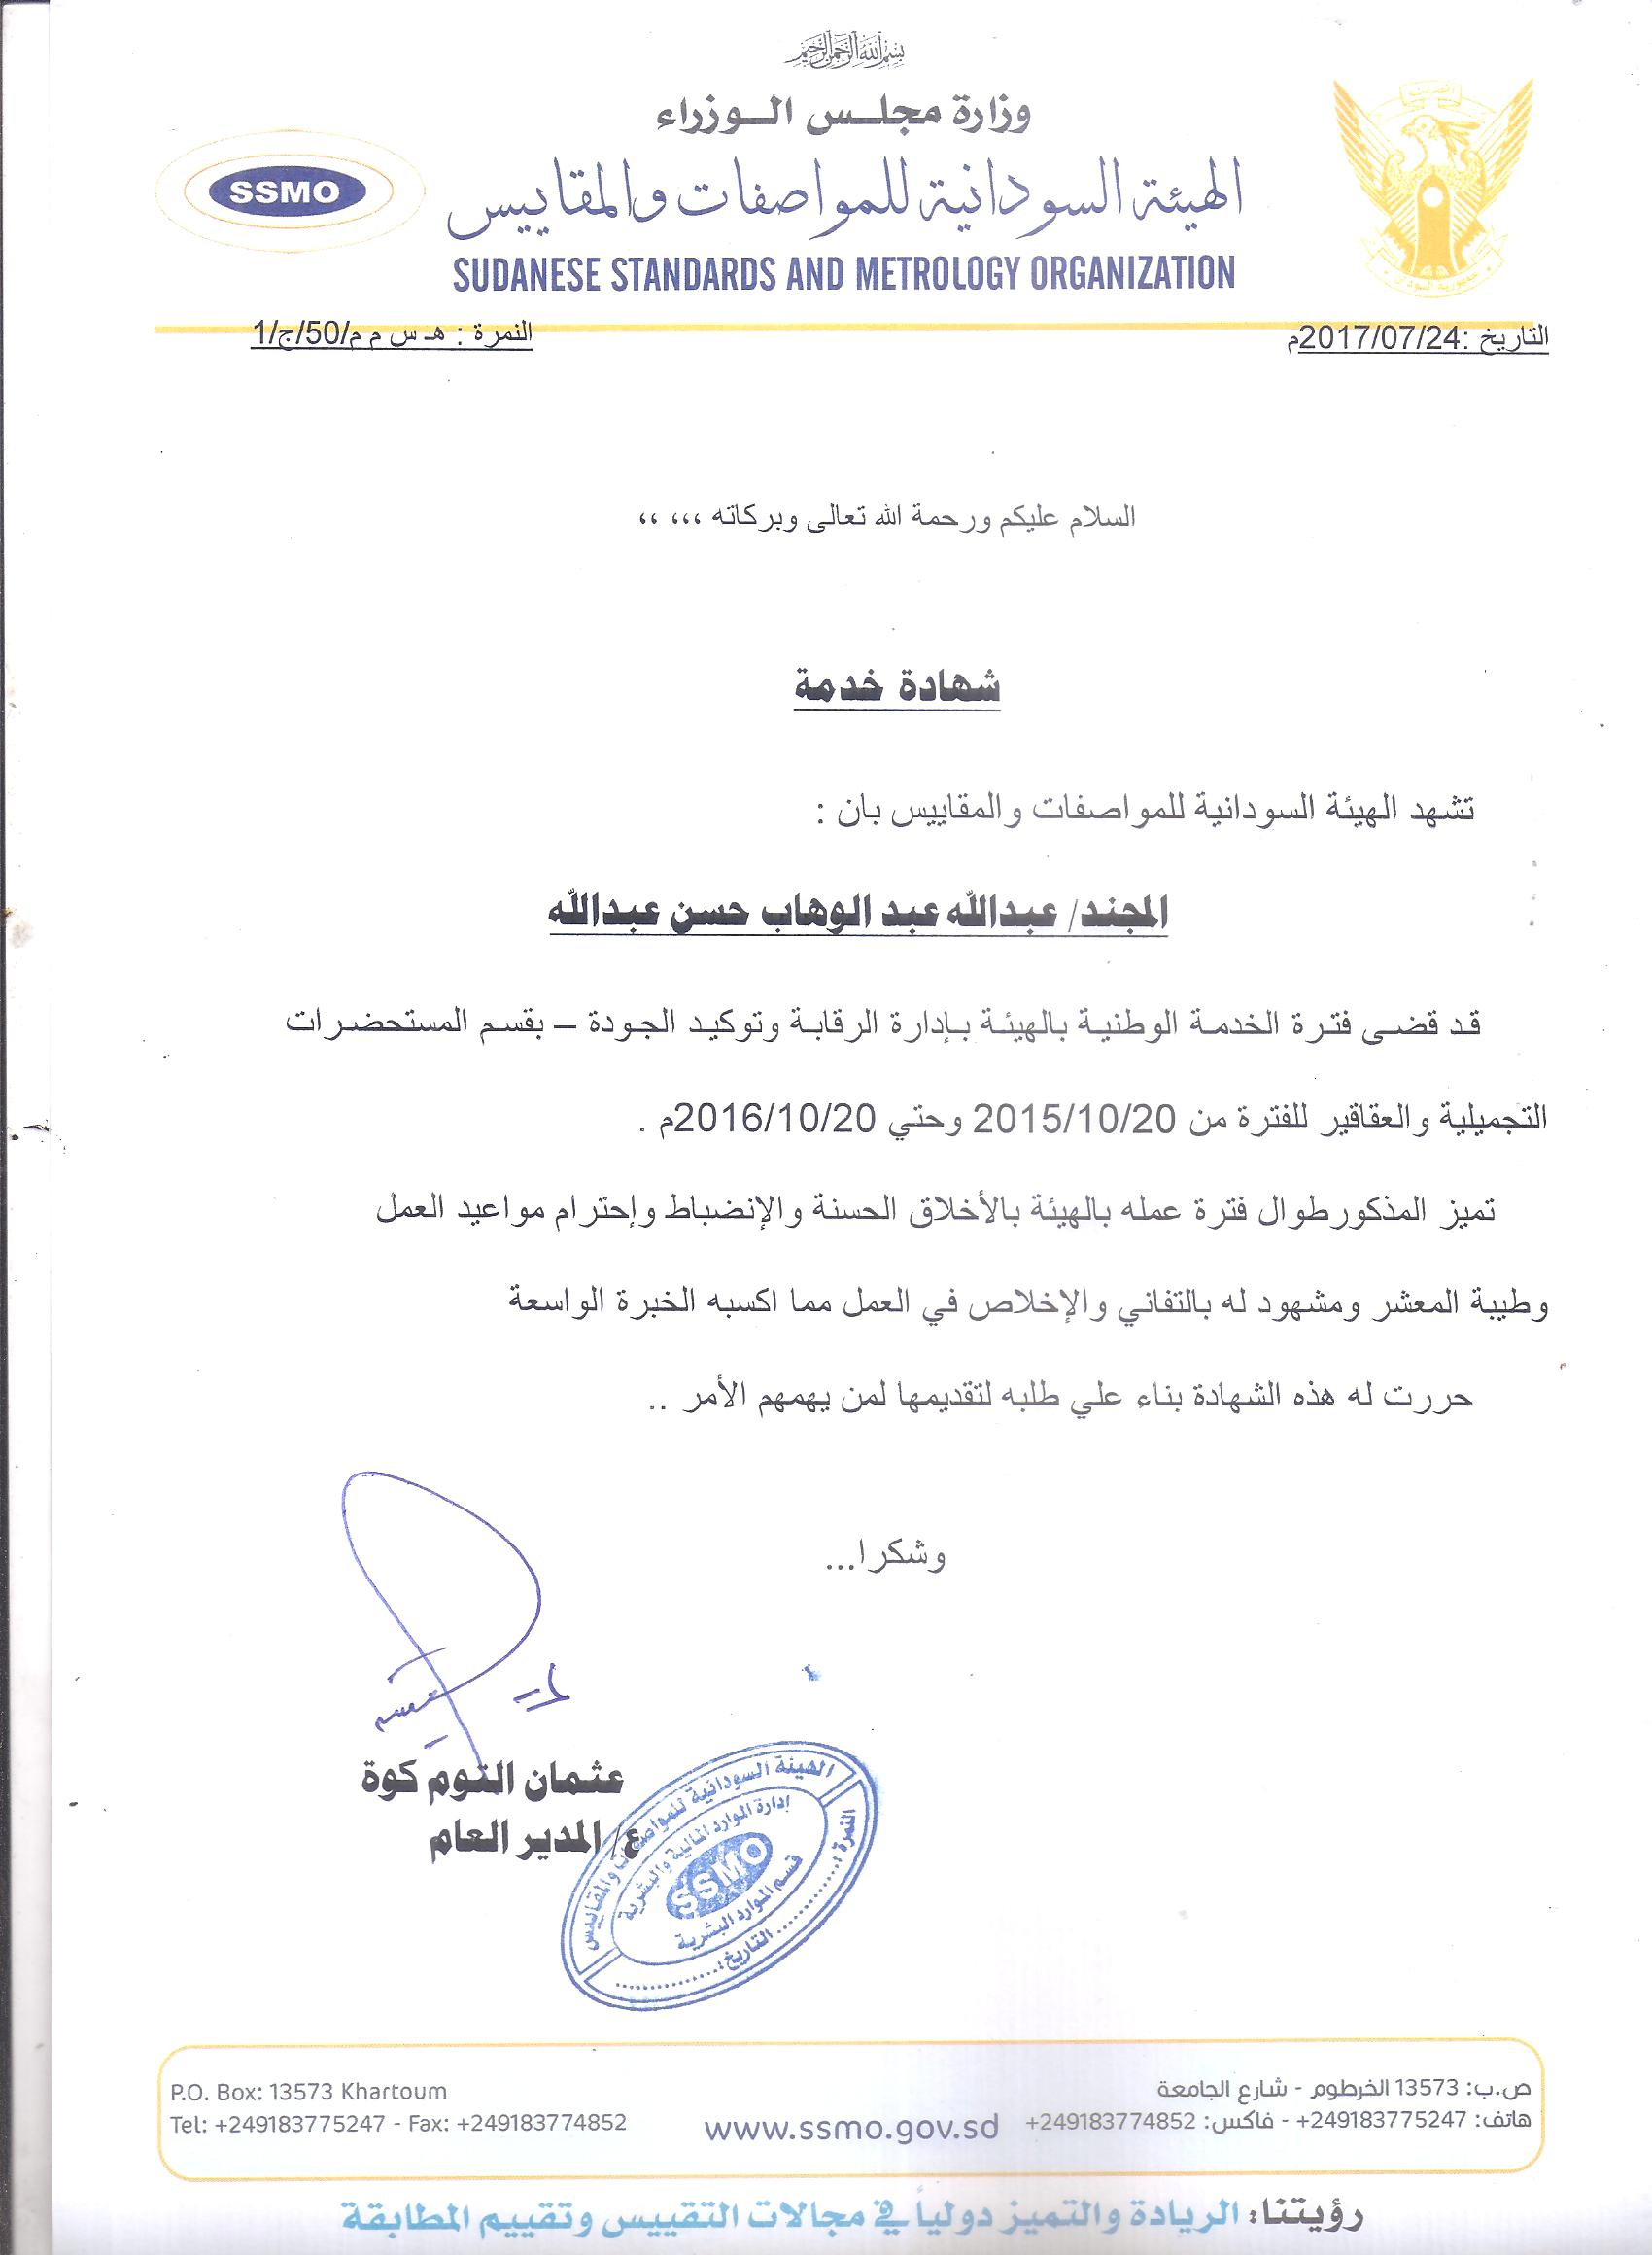 بسم الله الرحمن الرحيم
وزارة مجلس الوزراء
الهيئة السودانية للمواصفات والمقاييس
SSMO
SUDANESE STANDARDS AND METROLOGY ORGANIZATION
جمهورية السودان
التاريخ :2017/07/24م
النمرة : هـ س م م/50/ج/1
السلام عليكم ورحمة الله تعالى وبركاته ،،، ،،
شهادة خدمة
تشهد الهيئة السودانية للمواصفات والمقاييس بان :
المجند/ عبدالله عبد الوهاب حسن عبدالله
قد قضى فترة الخدمة الوطنية بالهيئة بإدارة الرقابة وتوكيد الجودة – بقسم المستحضرات
التجميلية والعقاقير للفترة من 2015/10/20 وحتي 2016/10/20م .
تميز المذكورطوال فترة عمله بالهيئة بالأخلاق الحسنة والإنضباط وإحترام مواعيد العمل
وطيبة المعشر ومشهود له بالتفاني والإخلاص في العمل مما اكسبه الخبرة الواسعة
حررت له هذه الشهادة بناء علي طلبه لتقديمها لمن يهمهم الأمر ..
وشكرا...
عثمان التوم كوة
ع/ المدير العام
الهيئة السودانية للمواصفات والمقاييس
إدارة الموارد المالية والبشرية
SSMO
قسم الموارد البشرية
النمرة :..............
التاريخ :..............
ص.ب: 13573 الخرطوم - شارع الجامعة
هاتف: 249183775247+ - فاكس: 249183774852+
www.ssmo.gov.sd
P.O. Box: 13573 Khartoum
Tel: +249183775247 - Fax: +249183774852
رؤيتنا: الريادة والتميز دولياً في مجالات التقييس وتقييم المطابقة